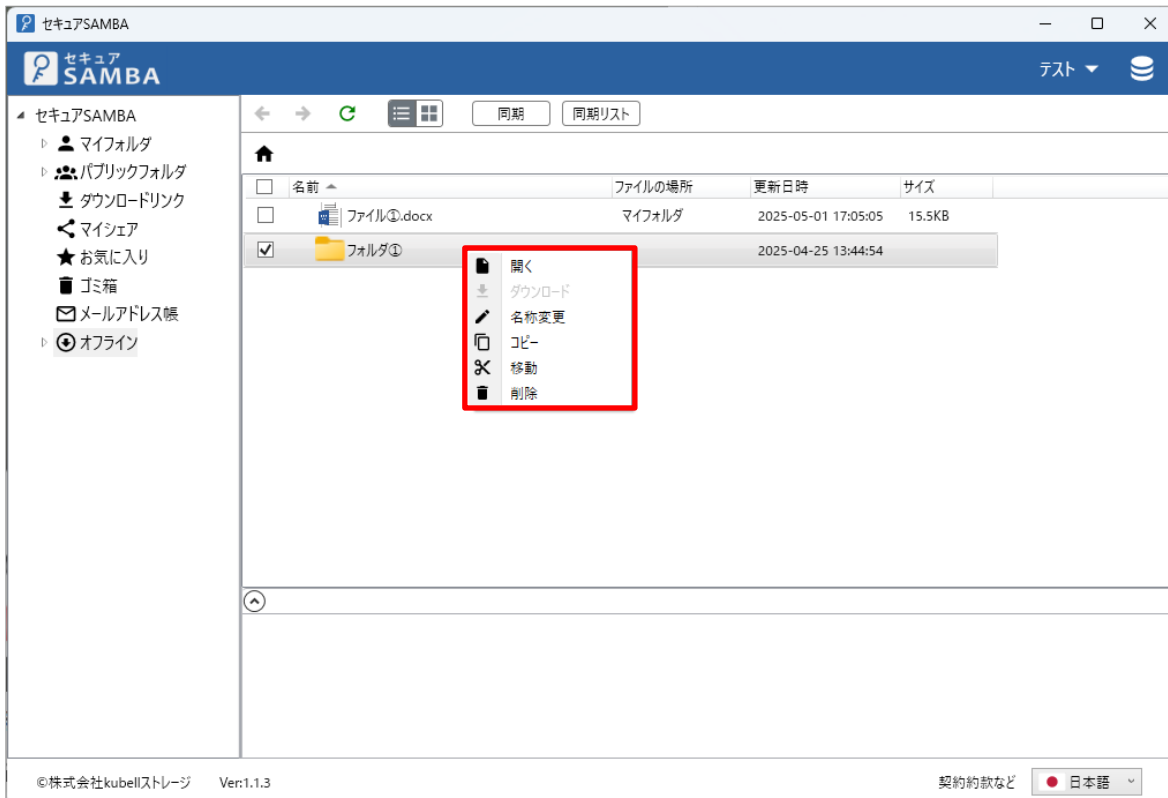 セキュアSAMBA
セキュア
SAMBA
テスト
セキュアSAMBA
マイフォルダ
パブリックフォルダ
ダウンロードリンク
マイシェア
お気に入り
ゴミ箱
メールアドレス帳
オフライン
同期 同期リスト
名前 ファイルの場所 更新日時 サイズ
ファイル①.docx マイフォルダ 2025-05-01 17:05:05 15.5KB
フォルダ① 2025-04-25 13:44:54
開く
ダウンロード
名称変更
コピー
移動
削除
©株式会社kubellストレージ Ver:1.1.3 契約約款など 日本語